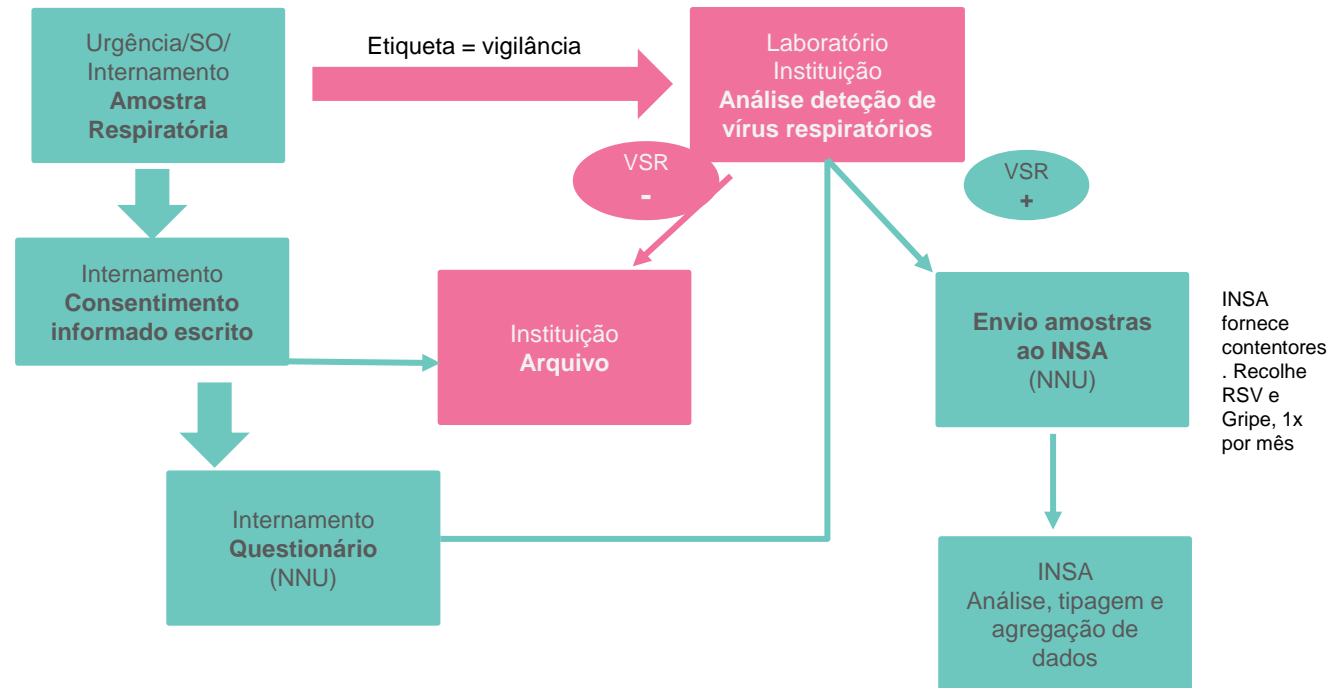 Urgência/SO/
Internamento
Amostra
Respiratória
Etiqueta = vigilância
Laboratório
Instituição
Análise deteção de
vírus respiratórios
VSR
-
VSR
+
Internamento
Consentimento
informado escrito
Instituição
Arquivo
Envio amostras
ao INSA
(NNU)
INSA
fornece
contentores
. Recolhe
RSV e
Gripe, 1x
por mês
Internamento
Questionário
(NNU)
INSA
Análise, tipagem e
agregação de
dados